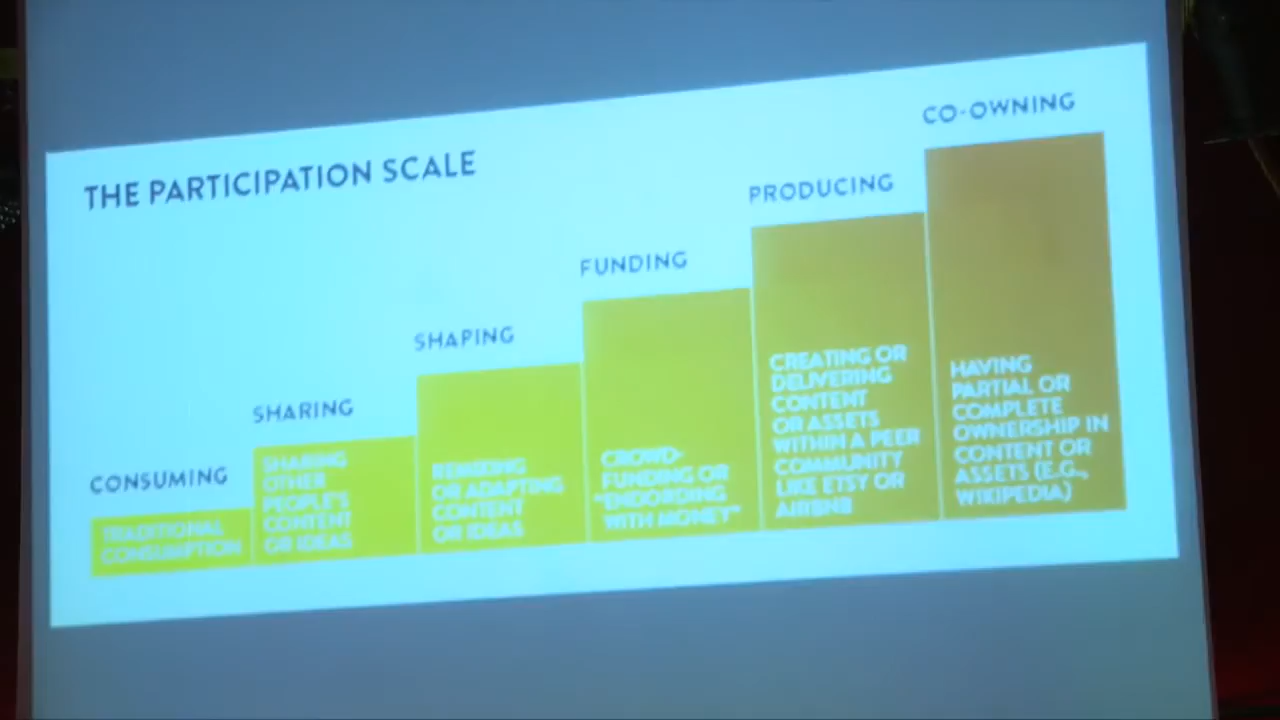 THE PARTICIPATION SCALE
CONSUMING
TRADITIONAL
CONSUMPTION
SHARING
SHARING
OTHER
PEOPLE'S
CONTENT
OR IDEAS
SHAPING
REMIXING
OR ADAPTING
CONTENT
OR IDEAS
FUNDING
CROWD-
FUNDING OR
"ENDORDING
WITH MONEY"
PRODUCING
CREATING OR
DELIVERING
CONTENT
OR ASSETS
WITHIN A PEER
COMMUNITY
LIKE ETSY OR
AIRBNB
CO-OWNING
HAVING
PARTIAL OR
COMPLETE
OWNERSHIP IN
CONTENT OR
ASSETS (E.G.,
WIKIPEDIA)